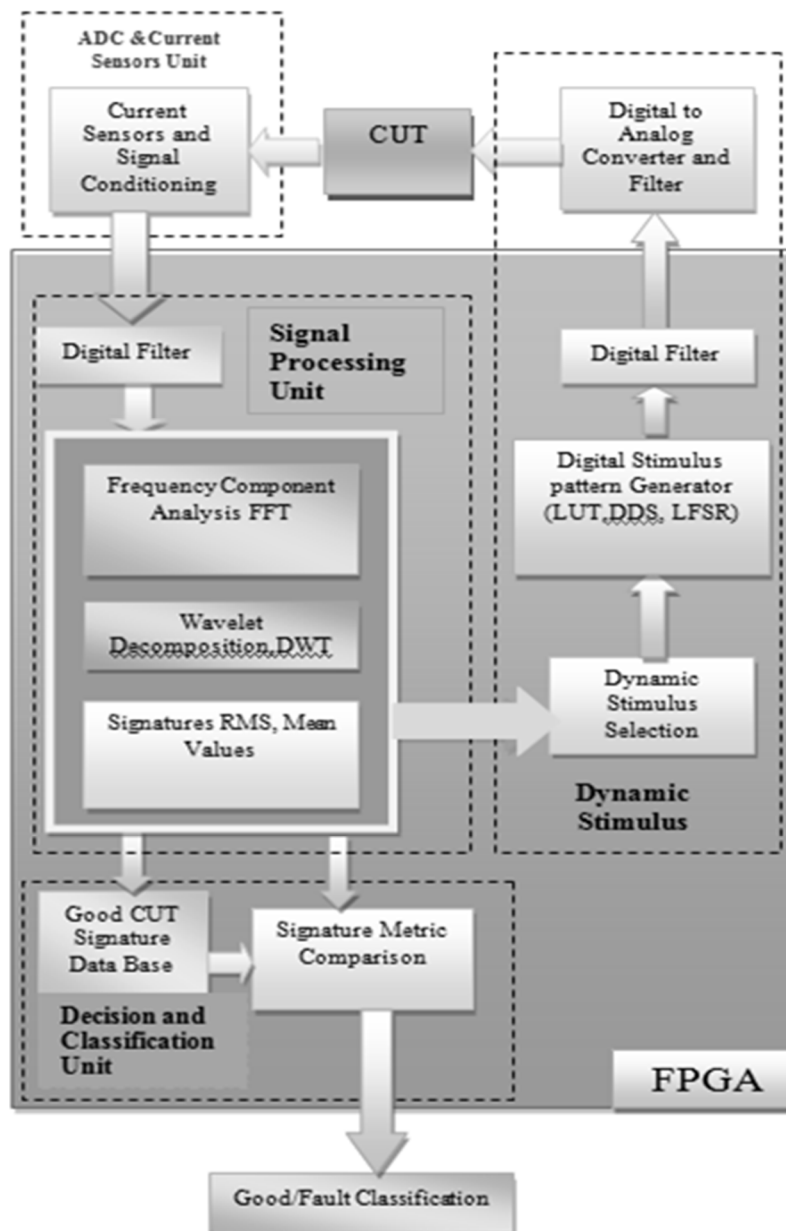 ADC & Current
Sensors Unit
Current
Sensors and
Signal
Conditioning
CUT
Digital to
Analog
Converter and
Filter
Digital Filter
Signal
Processing
Unit
Digital Filter
Frequency Component
Analysis FFT
Digital Stimulus
pattern Generator
(LUT,DDS, LFSR)
Wavelet
Decomposition,DWT
Signatures RMS, Mean
Values
Dynamic
Stimulus
Selection
Dynamic
Stimulus
Good CUT
Signature
Data Base
Signature Metric
Comparison
Decision and
Classification
Unit
FPGA
Good/Fault Classification